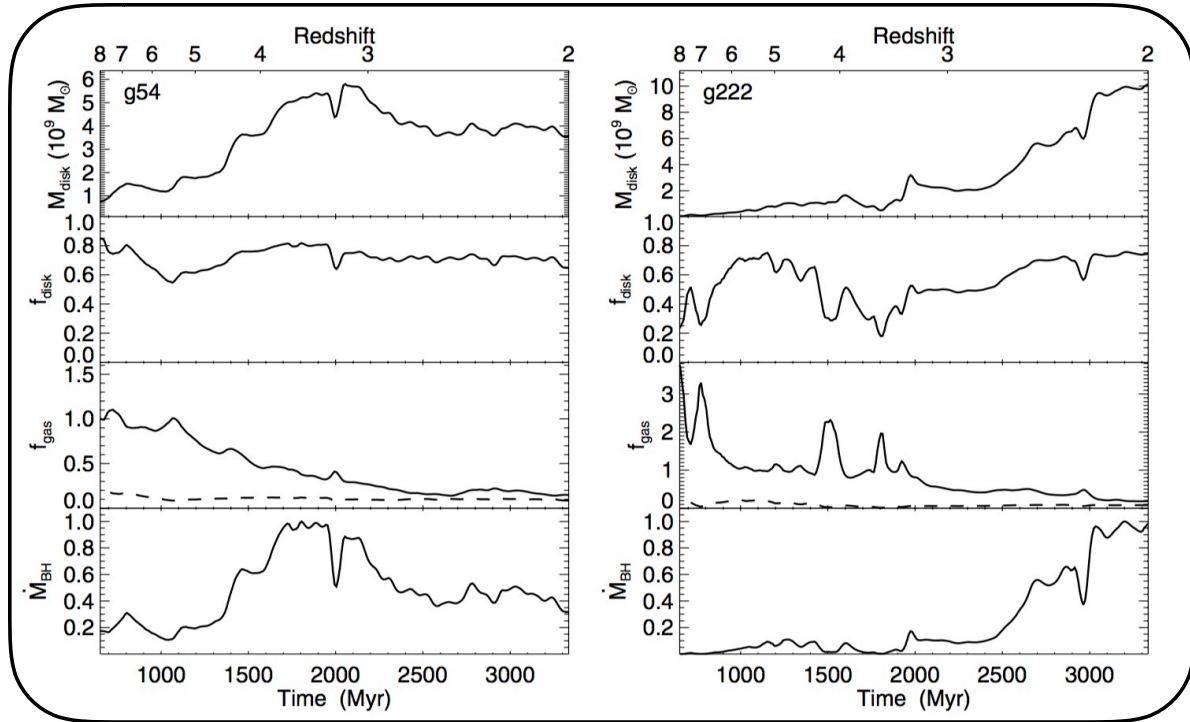 Redshift
8 7 6 5 4 3 2
g54
M_disk (10^9 M_⊙)
6
5
4
3
2
1
f_disk
1.0
0.8
0.6
0.4
0.2
0.0
f_gas
1.5
1.0
0.5
0.0
Ṁ_BH
1.0
0.8
0.6
0.4
0.2
1000 1500 2000 2500 3000
Time (Myr)
Redshift
8 7 6 5 4 3 2
g222
M_disk (10^9 M_⊙)
10
8
6
4
2
f_disk
1.0
0.8
0.6
0.4
0.2
0.0
f_gas
3
2
1
0
Ṁ_BH
1.0
0.8
0.6
0.4
0.2
1000 1500 2000 2500 3000
Time (Myr)